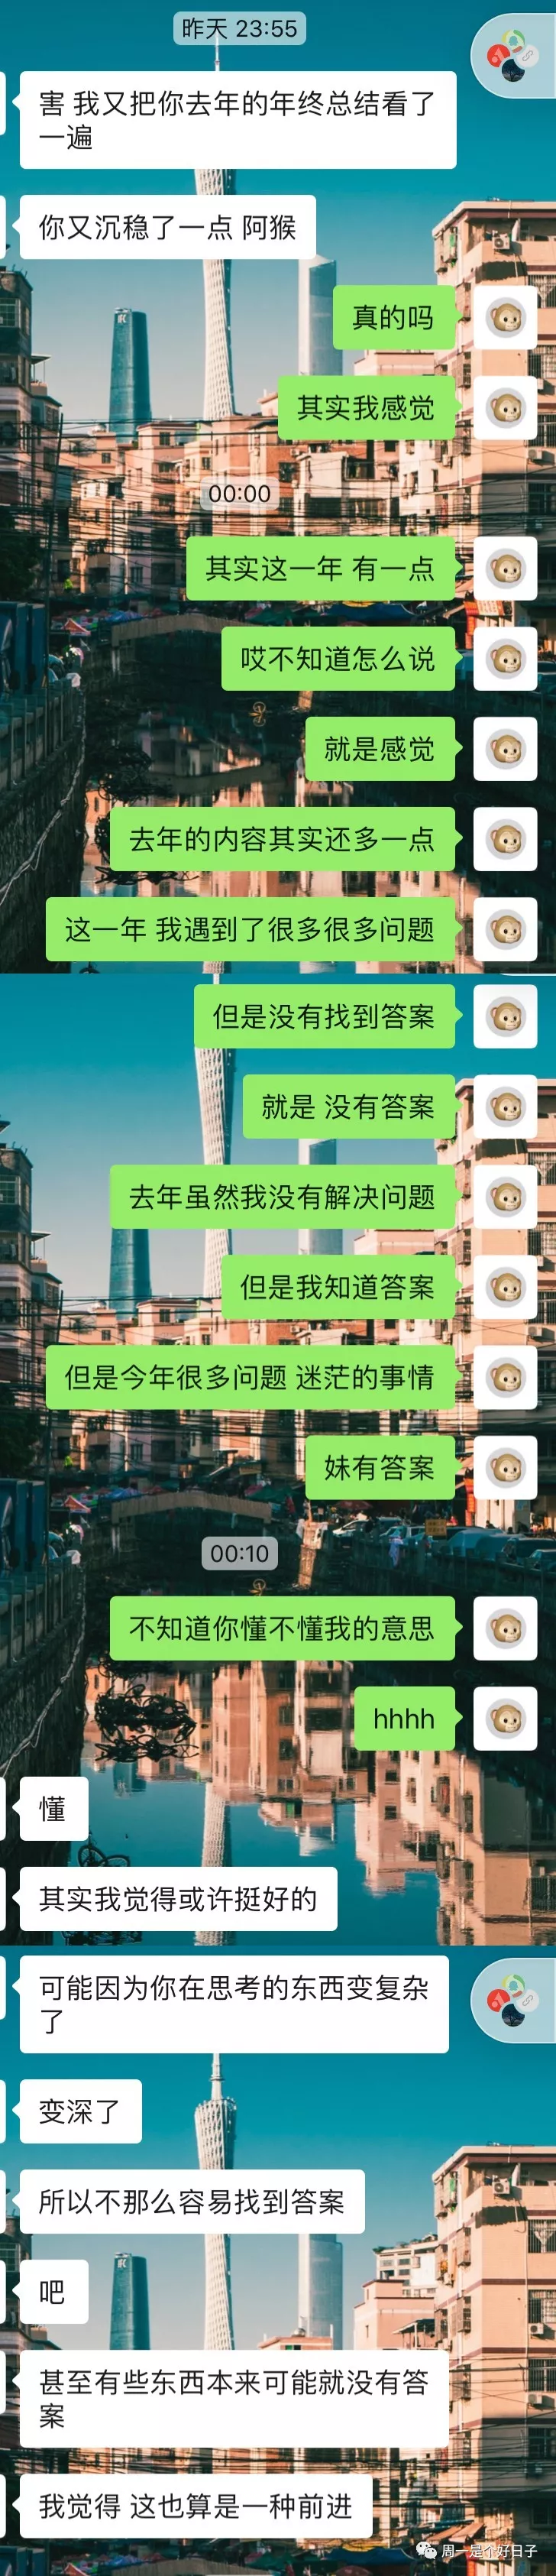 昨天 23:55
害 我又把你去年的年终总结看了
一遍
你又沉稳了一点 阿猴
真的吗
其实我感觉
00:00
其实这一年 有一点
哎不知道怎么说
就是感觉
去年的内容其实还多一点
这一年 我遇到了很多很多问题
但是没有找到答案
就是 没有答案
去年虽然我没有解决问题
但是我知道答案
但是今年很多问题 迷茫的事情
妹有答案
00:10
不知道你懂不懂我的意思
hhhh
懂
其实我觉得或许挺好的
可能因为你在思考的东西变复杂
了
变深了
所以不那么容易找到答案
吧
甚至有些东西本来可能就没有答
案
我觉得 这也算是一种前进
周一是个好日子